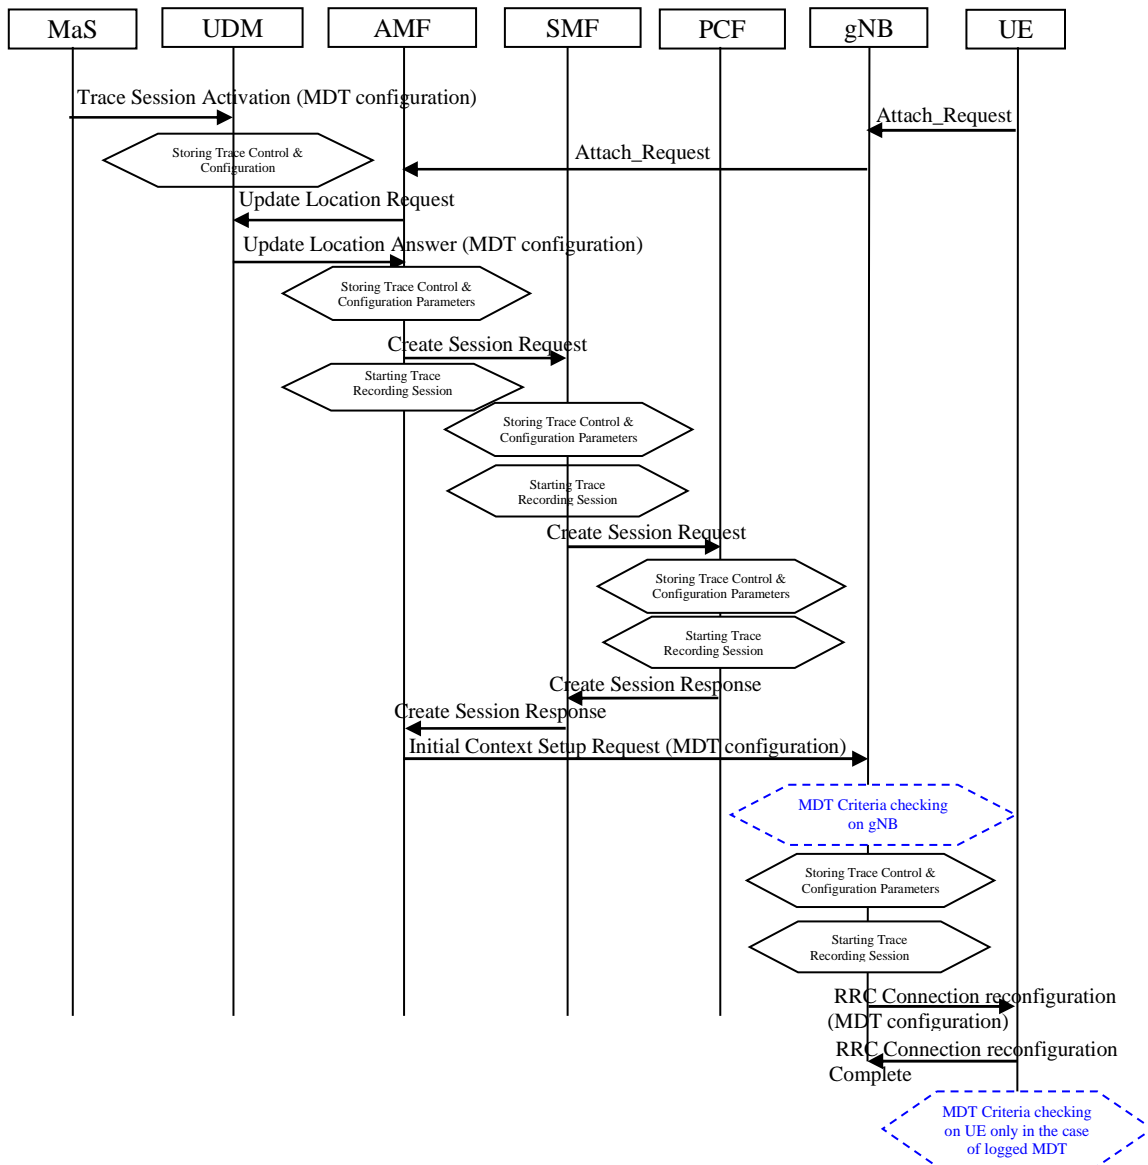 MaS
UDM
AMF
SMF
PCF
gNB
UE
Trace Session Activation (MDT configuration)
Attach_Request
Storing Trace Control &
Configuration
Attach_Request
Update Location Request
Update Location Answer (MDT configuration)
Storing Trace Control &
Configuration Parameters
Create Session Request
Starting Trace
Recording Session
Storing Trace Control &
Configuration Parameters
Starting Trace
Recording Session
Create Session Request
Storing Trace Control &
Configuration Parameters
Starting Trace
Recording Session
Create Session Response
Create Session Response
Initial Context Setup Request (MDT configuration)
MDT Criteria checking
on gNB
Storing Trace Control &
Configuration Parameters
Starting Trace
Recording Session
RRC Connection reconfiguration
(MDT configuration)
RRC Connection reconfiguration
Complete
MDT Criteria checking
on UE only in the case
of logged MDT